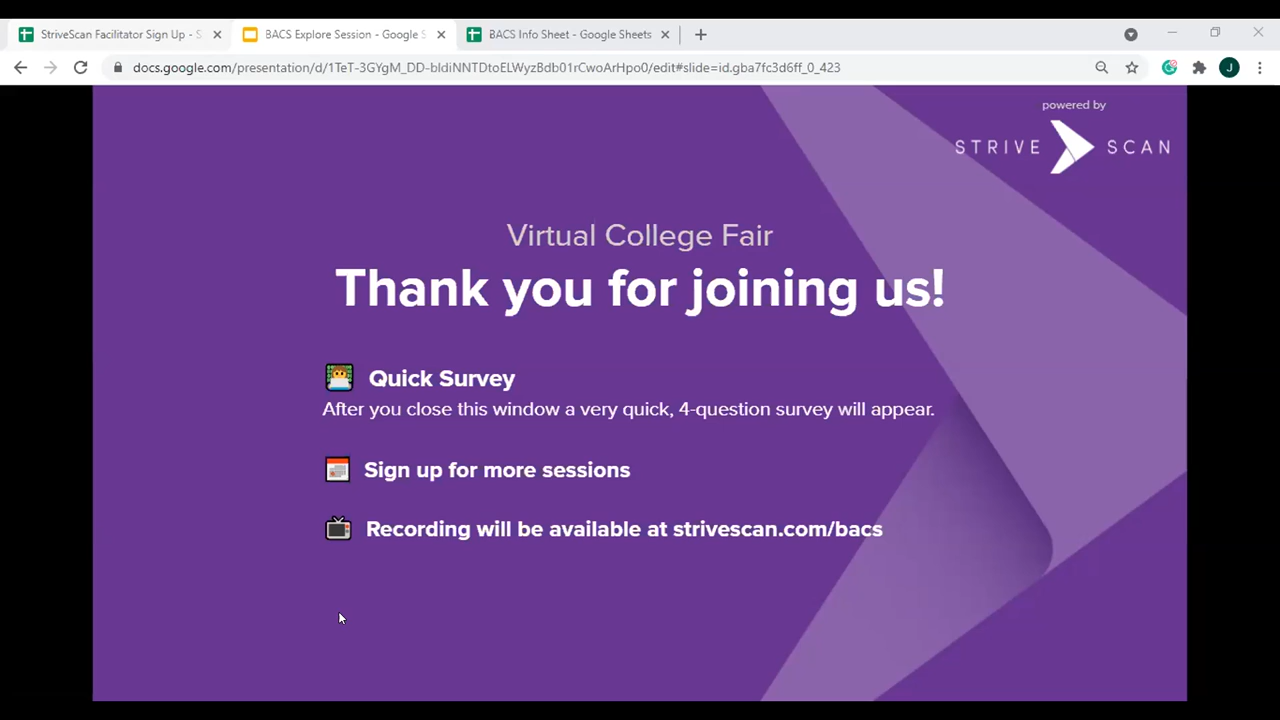 StriveScan Facilitator Sign Up - S
BACS Explore Session - Google S
BACS Info Sheet - Google Sheets
docs.google.com/presentation/d/1TeT-3GYgM_DD-bIdiNNTDtoELWyzBdb01rCwoArHpo0/edit#slide=id.gba7fc3d6ff_0_423
J
powered by
STRIVE SCAN
Virtual College Fair
Thank you for joining us!
Quick Survey
After you close this window a very quick, 4-question survey will appear.
Sign up for more sessions
Recording will be available at strivescan.com/bacs